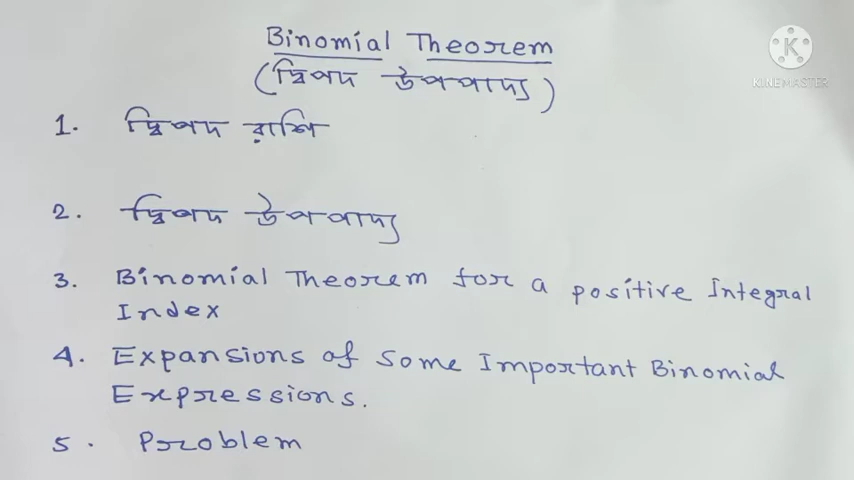 Binomial Theorem
(দ্বিপদ উপপাদ্য)
KINEMASTER
1. দ্বিপদ রাশি
2. দ্বিপদ উপপাদ্য
3. Binomial Theorem for a positive Integral
Index
4. Expansions of Some Important Binomial
Expressions.
5. Problem